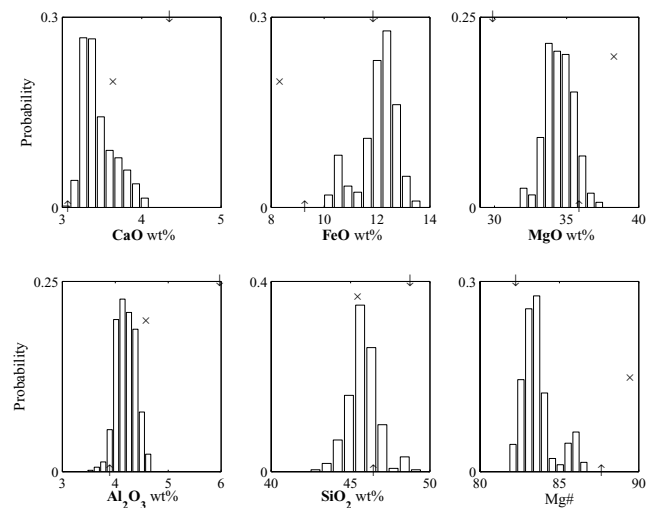 0.3
0.3
0.25
Probability
×
×
×
0
3 4 5
0
8 10 12 14
0
30 35 40
CaO wt%
FeO wt%
MgO wt%
0.25
0.4
0.3
Probability
×
×
×
0
3 4 5 6
0
40 45 50
0
80 85 90
Al2O3 wt%
SiO2 wt%
Mg#